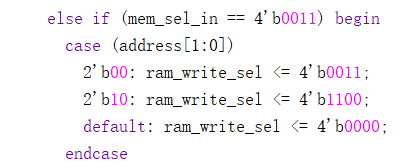 else if (mem_sel_in == 4'b0011) begin
case (address[1:0])
2'b00: ram_write_sel <= 4'b0011;
2'b10: ram_write_sel <= 4'b1100;
default: ram_write_sel <= 4'b0000;
endcase